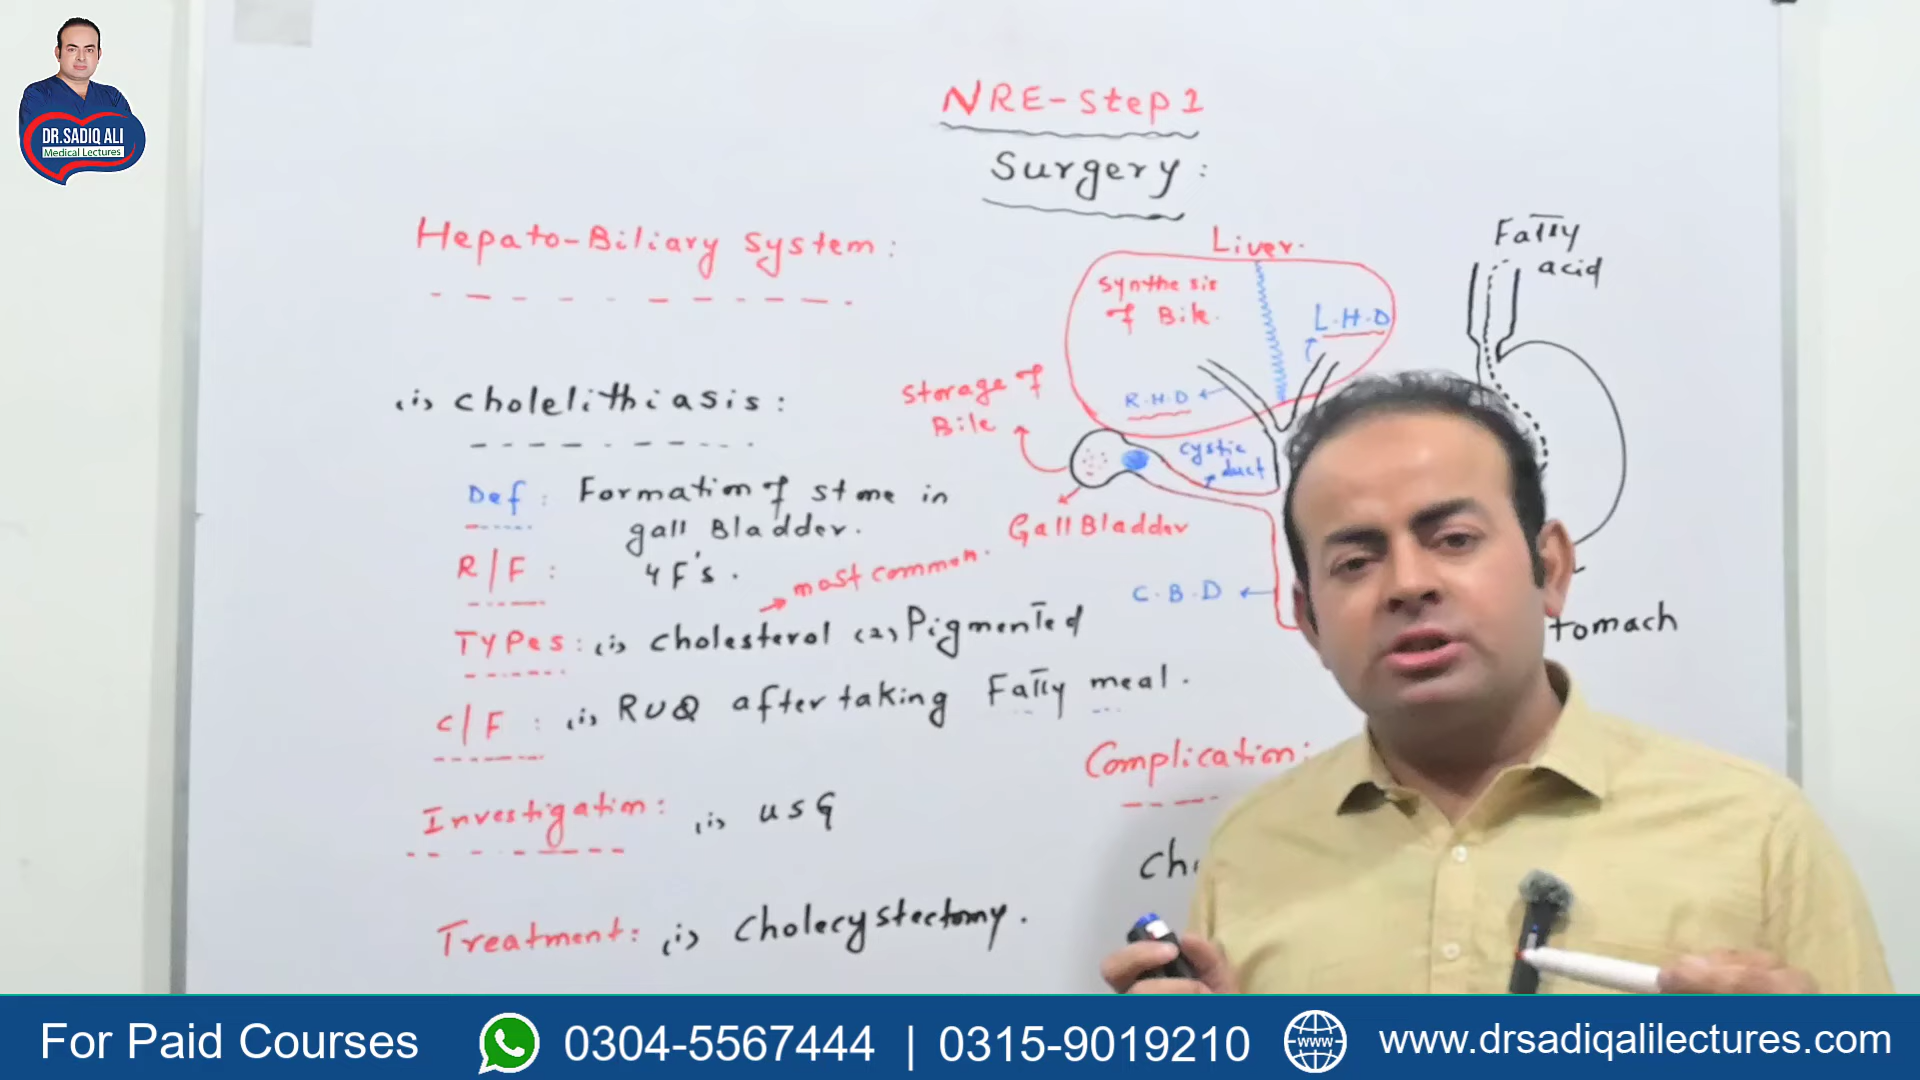 DR.SADIQ ALI
Medical Lectures
NRE-Step 1
Surgery:
Hepato-Biliary system:
(i) cholelithiasis:
Def: Formation of stone in
gall Bladder.
R/F: 4 F's.
most common.
Types: (i) cholesterol (2) Pigmented
C/F: (i) RUQ after taking Fatty meal.
Investigation: (i) USG
Treatment: (i) cholecystectomy.
Liver.
synthesis
of Bile.
L.H.D
R.H.D
storage of
Bile
cystic
duct
Gall Bladder
C.B.D
Fatty
acid
tomach
Complication:
Ch
For Paid Courses 0304-5567444 | 0315-9019210 www www.drsadiqalilectures.com